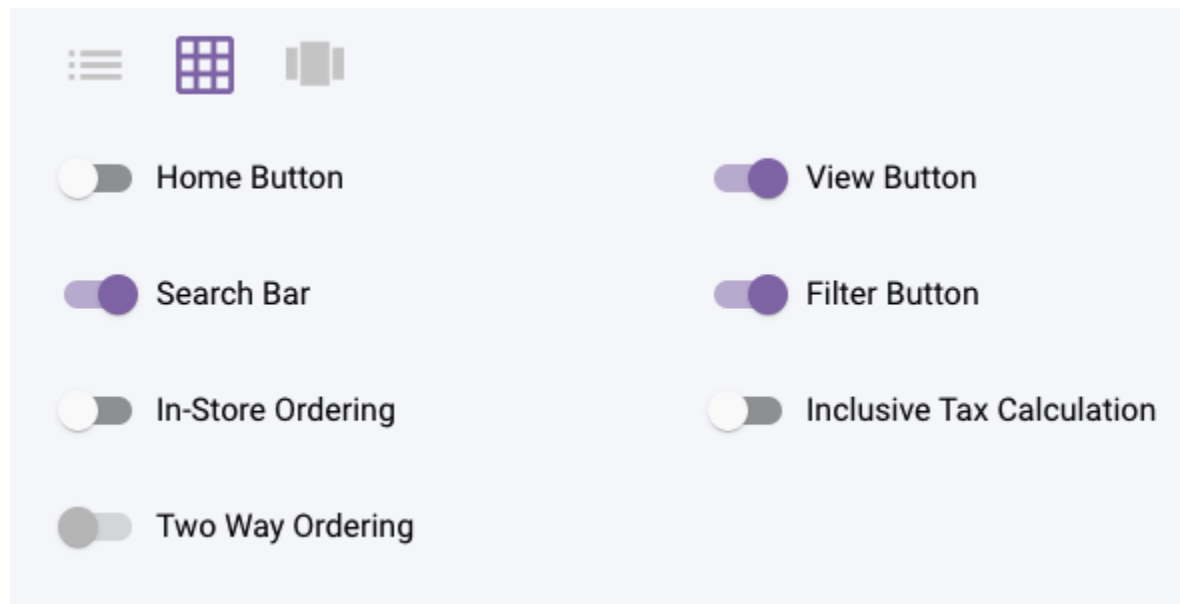 Home Button
View Button
Search Bar
Filter Button
In-Store Ordering
Inclusive Tax Calculation
Two Way Ordering